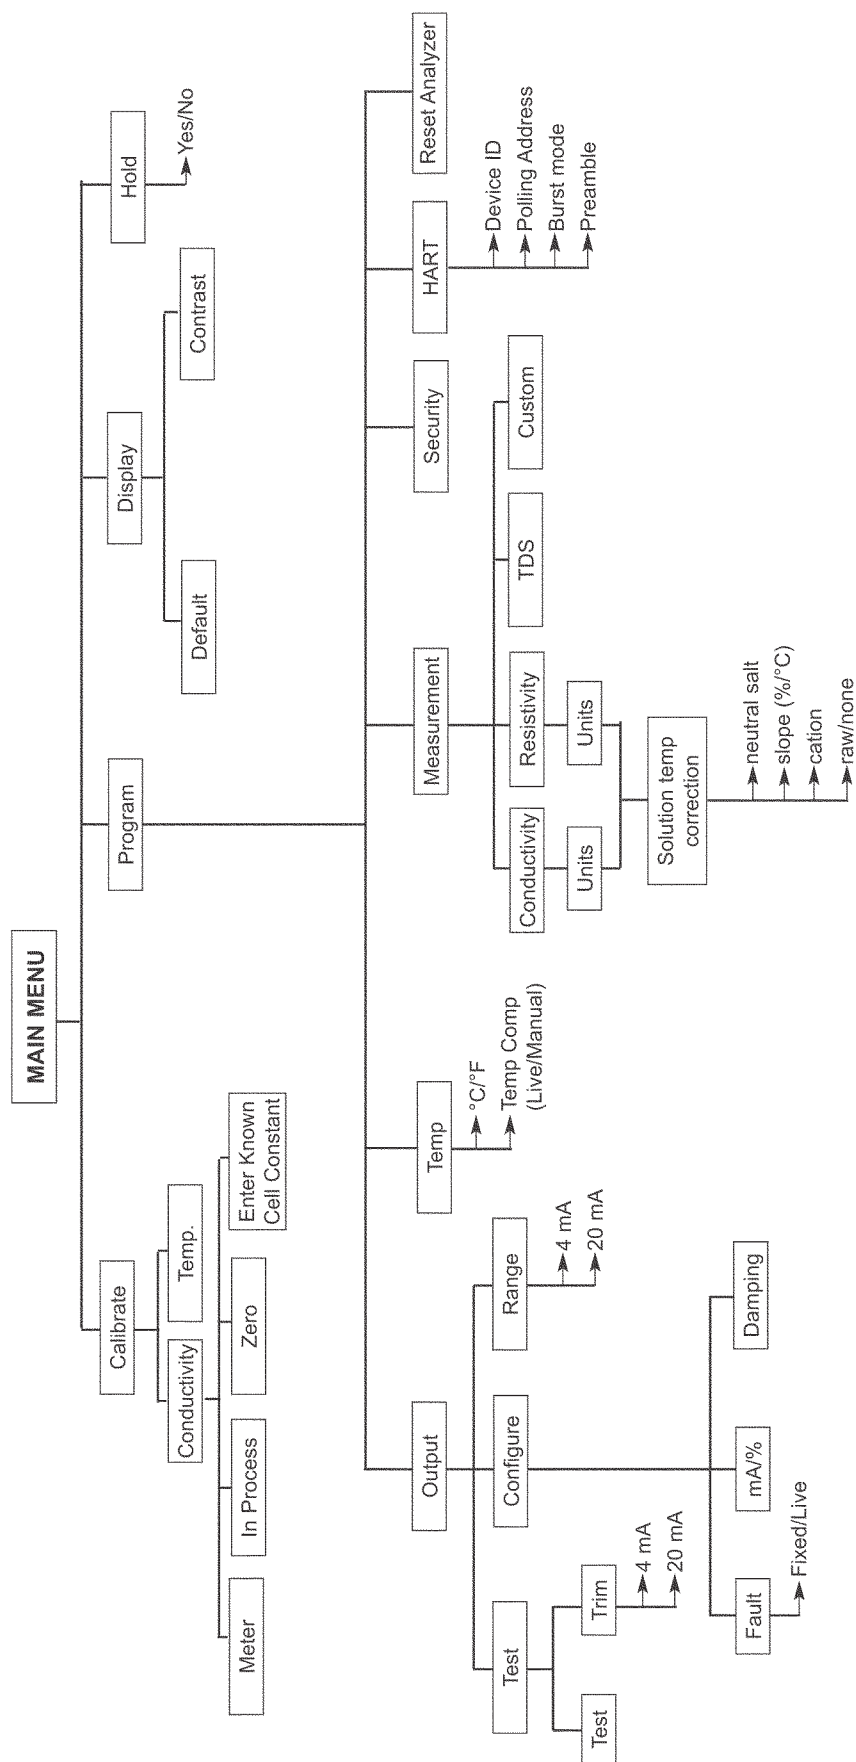 MAIN MENU
Calibrate
Program
Display
Hold
Conductivity
Temp.
Default
Contrast
Yes/No
Meter
In Process
Zero
Enter Known
Cell Constant
Output
Temp
Measurement
Security
HART
Reset Analyzer
Test
Configure
Range
°C/°F
Temp Comp
(Live/Manual)
Conductivity
Resistivity
TDS
Custom
Device ID
Polling Address
Burst mode
Preamble
Test
Trim
4 mA
20 mA
4 mA
20 mA
Units
Units
Solution temp
correction
Fault
mA/%
Damping
Fixed/Live
neutral salt
slope (%/°C)
cation
raw/none